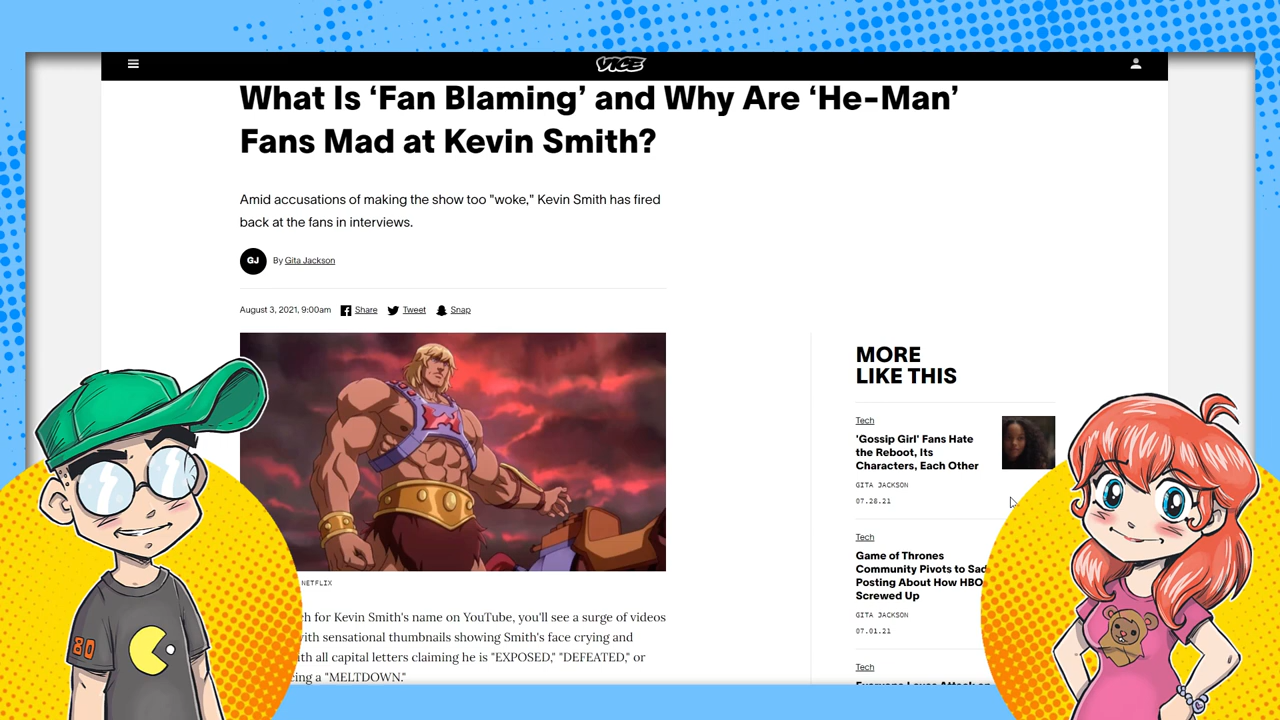 VICE
What Is ‘Fan Blaming’ and Why Are ‘He-Man’
Fans Mad at Kevin Smith?
Amid accusations of making the show too "woke," Kevin Smith has fired
back at the fans in interviews.
GJ
By Gita Jackson
August 3, 2021, 9:00am
Share
Tweet
Snap
NETFLIX
for Kevin Smith's name on YouTube, you'll see a surge of videos
with sensational thumbnails showing Smith's face crying and
all capital letters claiming he is "EXPOSED," "DEFEATED," or
a "MELTDOWN."
MORE
LIKE THIS
Tech
'Gossip Girl' Fans Hate
the Reboot, Its
Characters, Each Other
GITA JACKSON
07.28.21
Tech
Game of Thrones
Community Pivots to Sad
Posting About How HBO
Screwed Up
GITA JACKSON
07.01.21
Tech
80